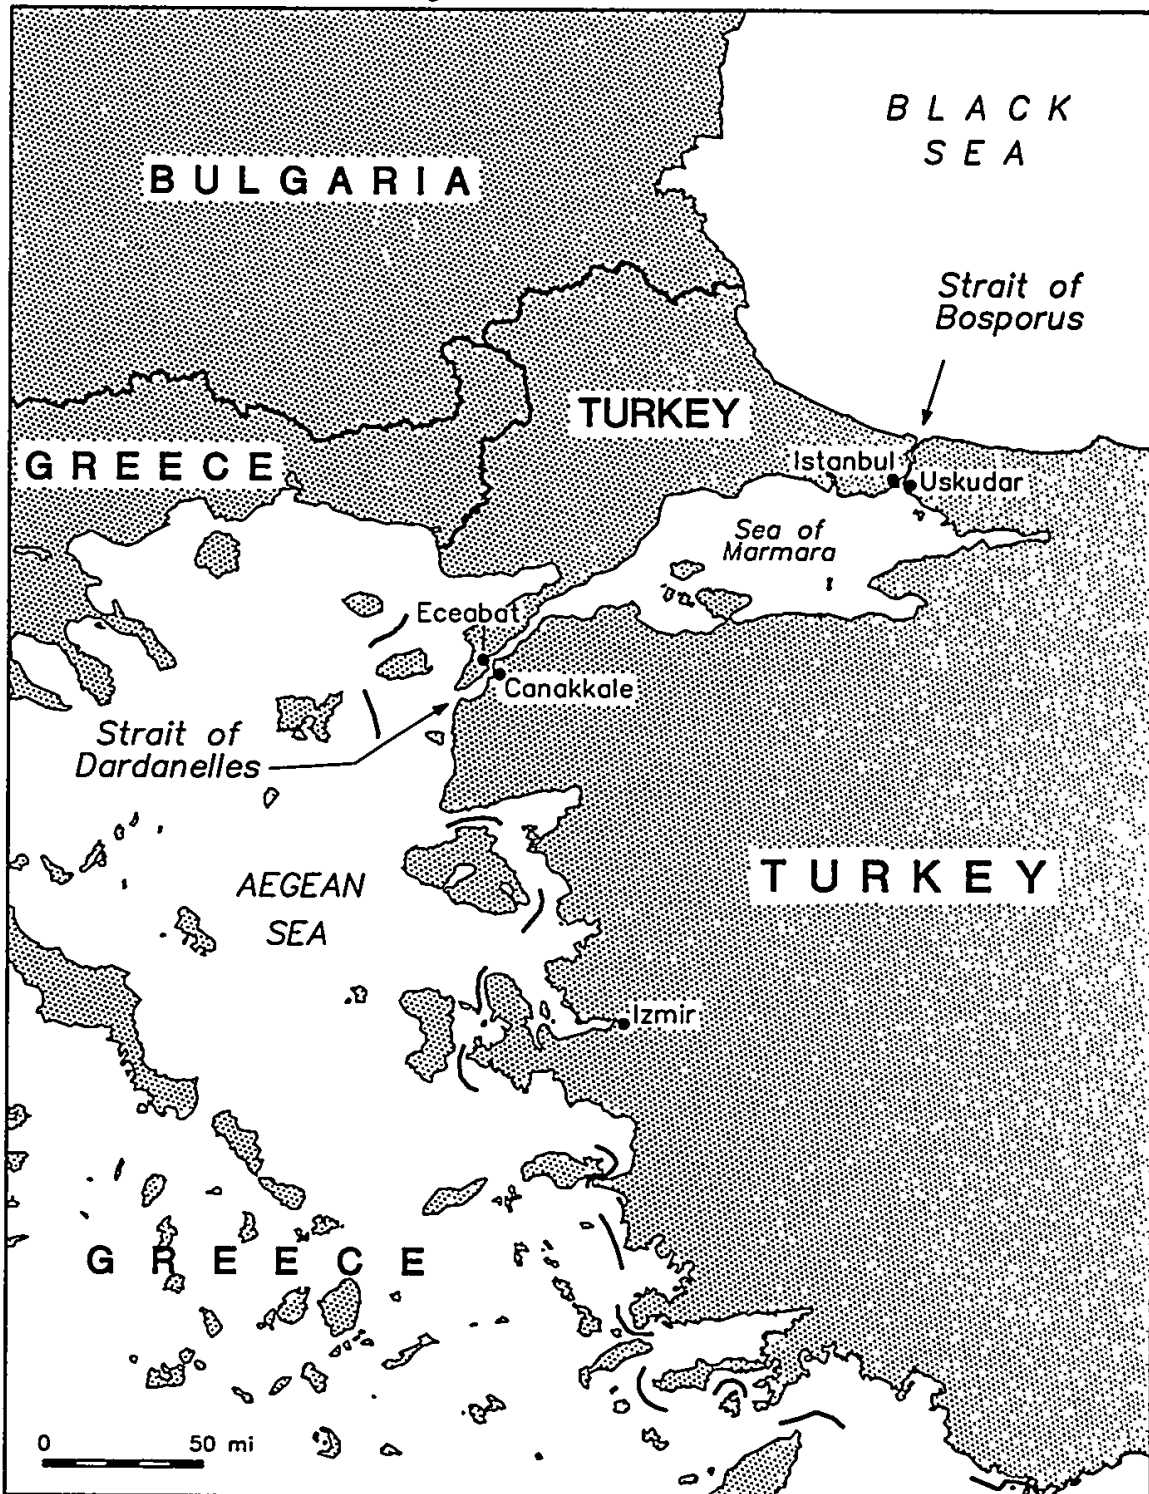 BLACK
SEA
BULGARIA
Strait of
Bosporus
TURKEY
GREECE
Istanbul
Uskudar
Sea of
Marmara
Eceabat
Canakkale
Strait of
Dardanelles
TURKEY
AEGEAN
SEA
Izmir
GREECE
0 50 mi